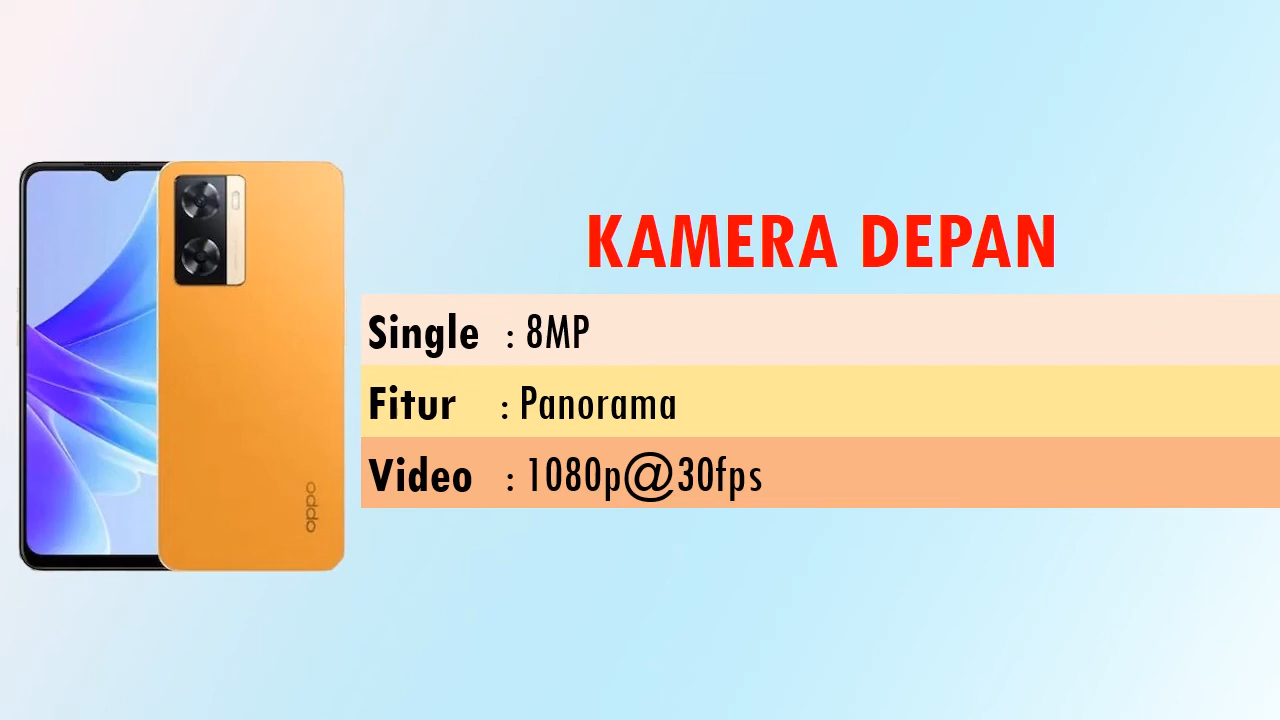 KAMERA DEPAN
Single : 8MP
Fitur : Panorama
Video : 1080p@30fps
oppo